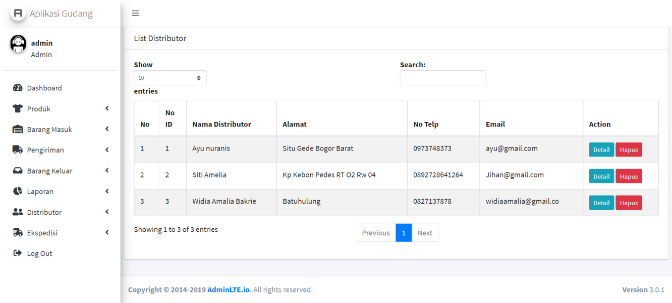 Aplikasi Gudang
admin
Admin
Dashboard
Produk
Barang Masuk
Pengiriman
Barang Keluar
Laporan
Distributor
Ekspedisi
Log Out
List Distributor
Show
10
entries
Search:
No No ID Nama Distributor Alamat No Telp Email Action
1 1 Ayu nuranis Situ Gede Bogor Barat 0973748373 ayu@gmail.com Detail Hapus
2 2 Siti Amelia Kp Kebon Pedes RT O2 Rw 04 0892728641264 Jihan@gmail.com Detail Hapus
3 3 Widia Amalia Bakrie Batuhulung 0827137878 widiaamalia@gmail.co Detail Hapus
Showing 1 to 3 of 3 entries
Previous 1 Next
Copyright © 2014-2019 AdminLTE.io. All rights reserved.
Version 3.0.1